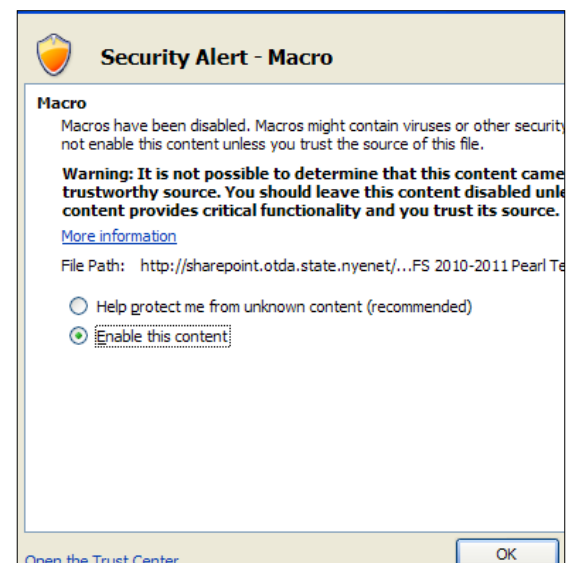 Security Alert - Macro
Macro
Macros have been disabled. Macros might contain viruses or other security
not enable this content unless you trust the source of this file.
Warning: It is not possible to determine that this content came
trustworthy source. You should leave this content disabled unle
content provides critical functionality and you trust its source.
More information
File Path: http://sharepoint.otda.state.nyenet/...FS 2010-2011 Pearl Te
Help protect me from unknown content (recommended)
Enable this content
Open the Trust Center
OK